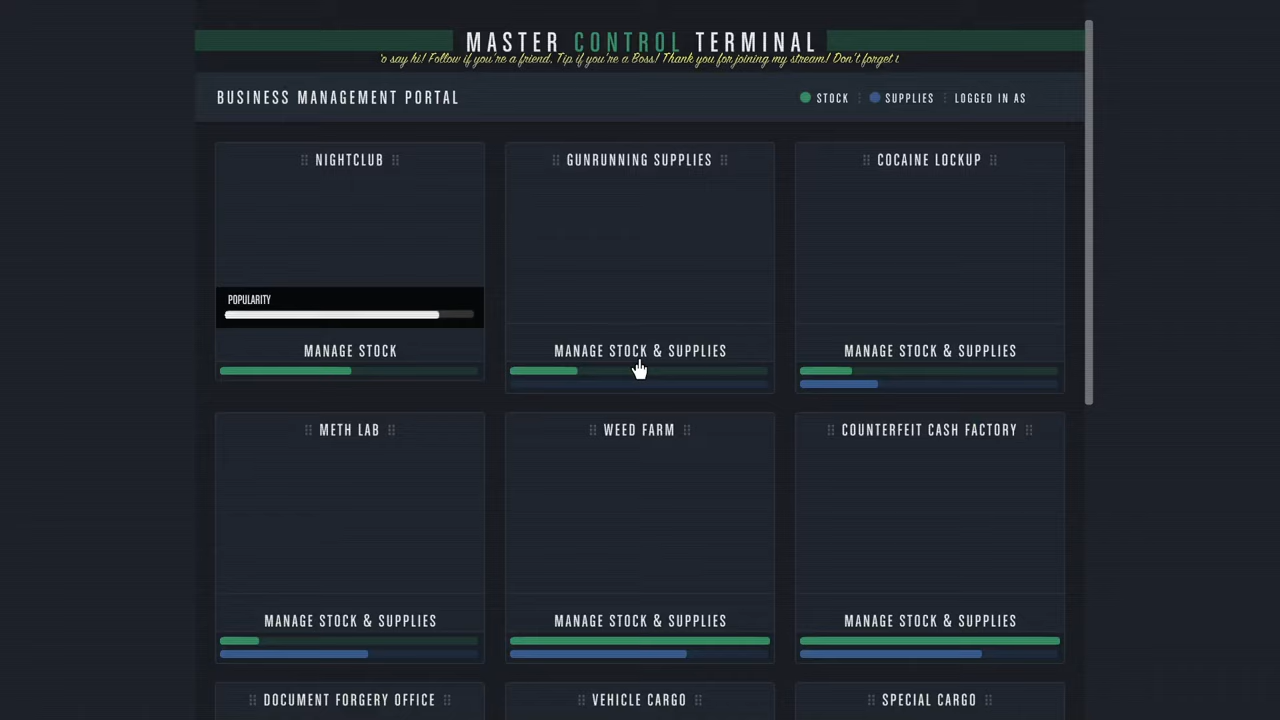 MASTER CONTROL TERMINAL
o say hi! Follow if you're a friend. Tip if you're a Boss! Thank you for joining my stream! Don't forget t
BUSINESS MANAGEMENT PORTAL
STOCK
SUPPLIES
LOGGED IN AS
NIGHTCLUB
GUNRUNNING SUPPLIES
COCAINE LOCKUP
POPULARITY
MANAGE STOCK
MANAGE STOCK & SUPPLIES
MANAGE STOCK & SUPPLIES
METH LAB
WEED FARM
COUNTERFEIT CASH FACTORY
MANAGE STOCK & SUPPLIES
MANAGE STOCK & SUPPLIES
MANAGE STOCK & SUPPLIES
DOCUMENT FORGERY OFFICE
VEHICLE CARGO
SPECIAL CARGO